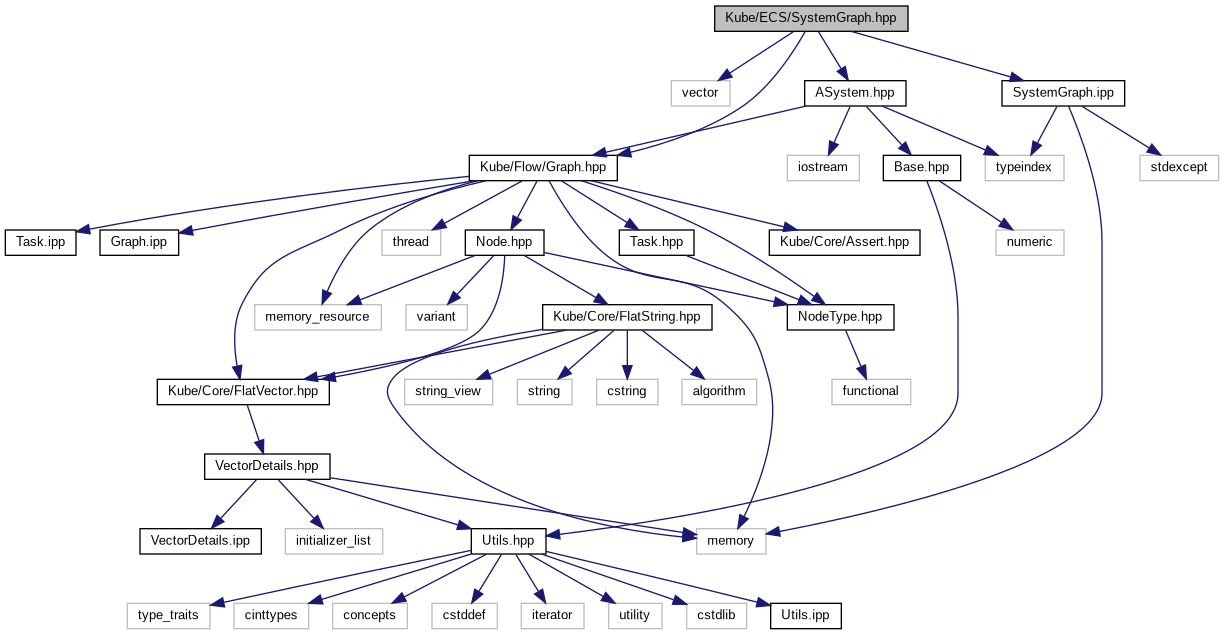 Kube/ECS/SystemGraph.hpp
vector
ASystem.hpp
SystemGraph.ipp
Kube/Flow/Graph.hpp
iostream
Base.hpp
typeindex
stdexcept
Task.ipp
Graph.ipp
thread
Node.hpp
Task.hpp
Kube/Core/Assert.hpp
numeric
memory_resource
variant
Kube/Core/FlatString.hpp
NodeType.hpp
Kube/Core/FlatVector.hpp
string_view
string
cstring
algorithm
functional
VectorDetails.hpp
VectorDetails.ipp
initializer_list
Utils.hpp
memory
type_traits
cinttypes
concepts
cstddef
iterator
utility
cstdlib
Utils.ipp